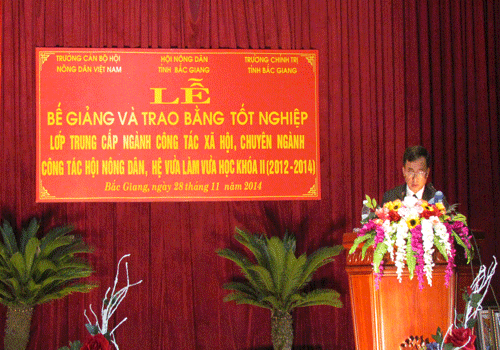 TRƯỜNG CÁN BỘ HỘI NÔNG DÂN VIỆT NAM
HỘI NÔNG DÂN TỈNH BẮC GIANG
TRƯỜNG CHÍNH TRỊ TỈNH BẮC GIANG
LỄ
BẾ GIẢNG VÀ TRAO BẰNG TỐT NGHIỆP
LỚP TRUNG CẤP NGÀNH CÔNG TÁC XÃ HỘI, CHUYÊN NGÀNH
CÔNG TÁC HỘI NÔNG DÂN, HỆ VỪA LÀM VỪA HỌC KHÓA II (2012-2014)
Bắc Giang, ngày 28 tháng 11 năm 2014